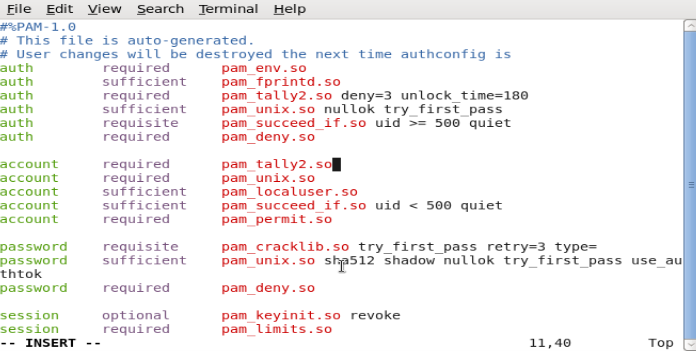 File Edit View Search Terminal Help
#%PAM-1.0
# This file is auto-generated.
# User changes will be destroyed the next time authconfig is
auth        required      pam_env.so
auth        sufficient    pam_fprintd.so
auth        required      pam_tally2.so deny=3 unlock_time=180
auth        sufficient    pam_unix.so nullok try_first_pass
auth        requisite     pam_succeed_if.so uid >= 500 quiet
auth        required      pam_deny.so
account     required      pam_tally2.so
account     required      pam_unix.so
account     sufficient    pam_localuser.so
account     sufficient    pam_succeed_if.so uid < 500 quiet
account     required      pam_permit.so
password    requisite     pam_cracklib.so try_first_pass retry=3 type=
password    sufficient    pam_unix.so sha512 shadow nullok try_first_pass use_au
thtok
password    required      pam_deny.so
session     optional      pam_keyinit.so revoke
session     required      pam_limits.so
-- INSERT -- 11,40 Top